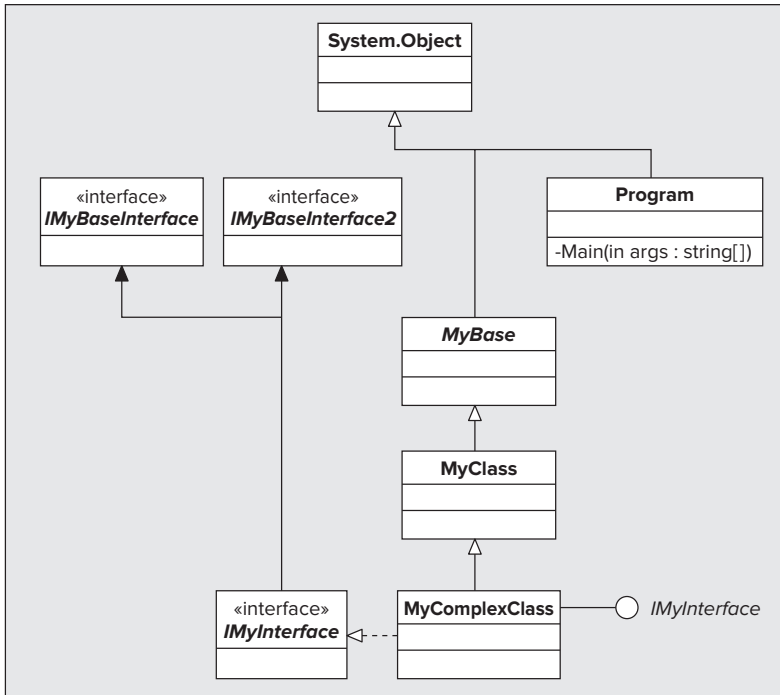 System.Object
«interface»
IMyBaseInterface
«interface»
IMyBaseInterface2
Program
-Main(in args : string[])
MyBase
MyClass
«interface»
IMyInterface
MyComplexClass
IMyInterface